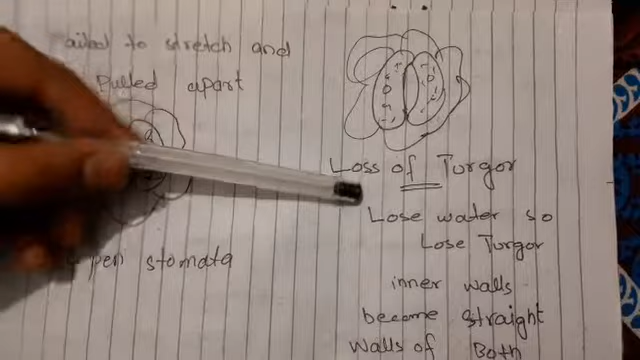 to stretch and
Pulled apart
stomata
Loss of Turgor
Lose water so
Lose Turgor
inner walls
become straight
walls of Both